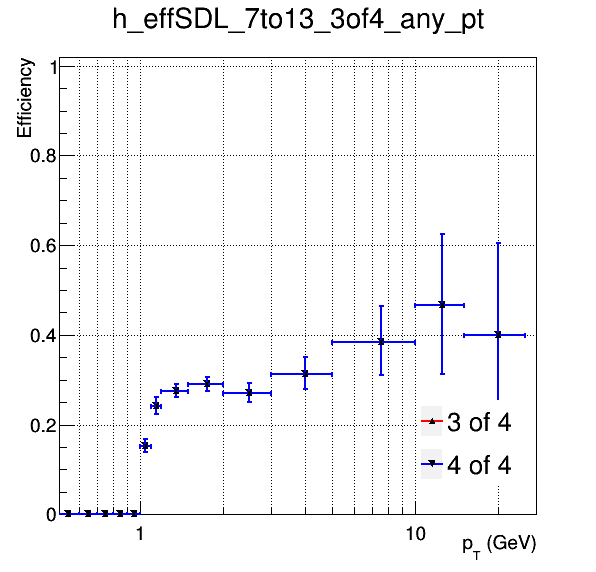 h_effSDL_7to13_3of4_any_pt
Efficiency
1
0.8
0.6
0.4
0.2
0
3 of 4
4 of 4
1
10
p_T (GeV)